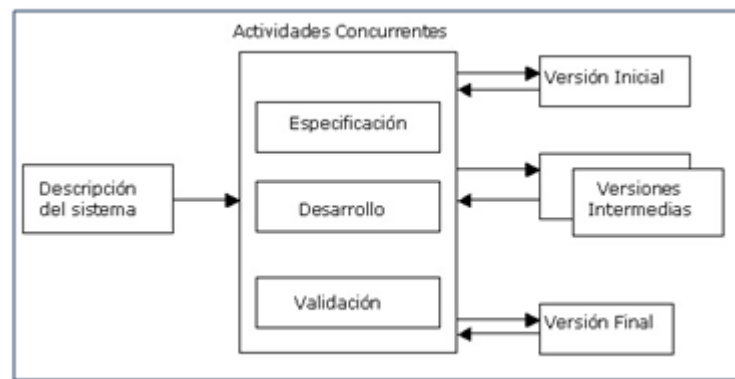 Actividades Concurrentes
Descripción
del sistema
Especificación
Desarrollo
Validación
Versión Inicial
Versiones
Intermedias
Versión Final